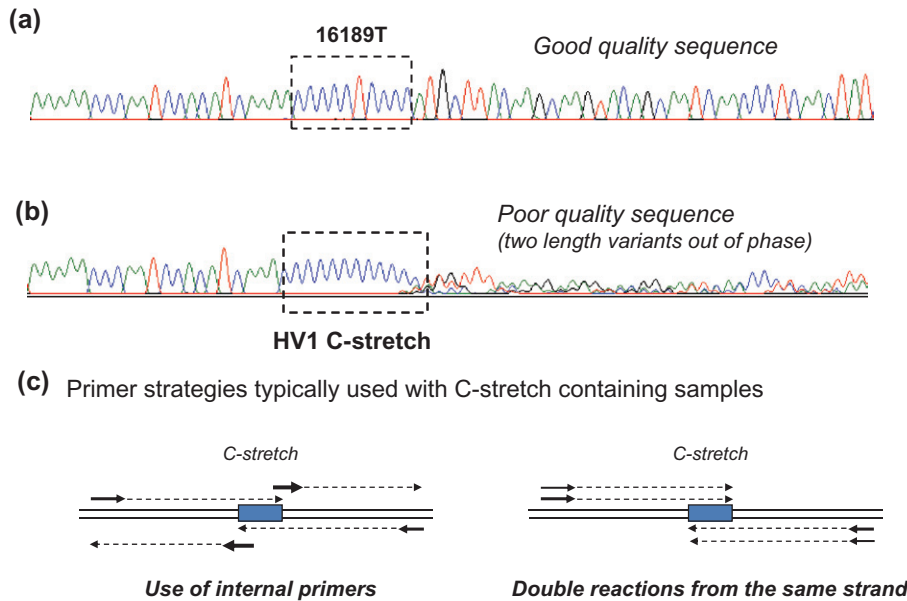 (a)
16189T
Good quality sequence
(b)
Poor quality sequence
(two length variants out of phase)
HV1 C-stretch
(c) Primer strategies typically used with C-stretch containing samples
C-stretch
C-stretch
Use of internal primers
Double reactions from the same strand